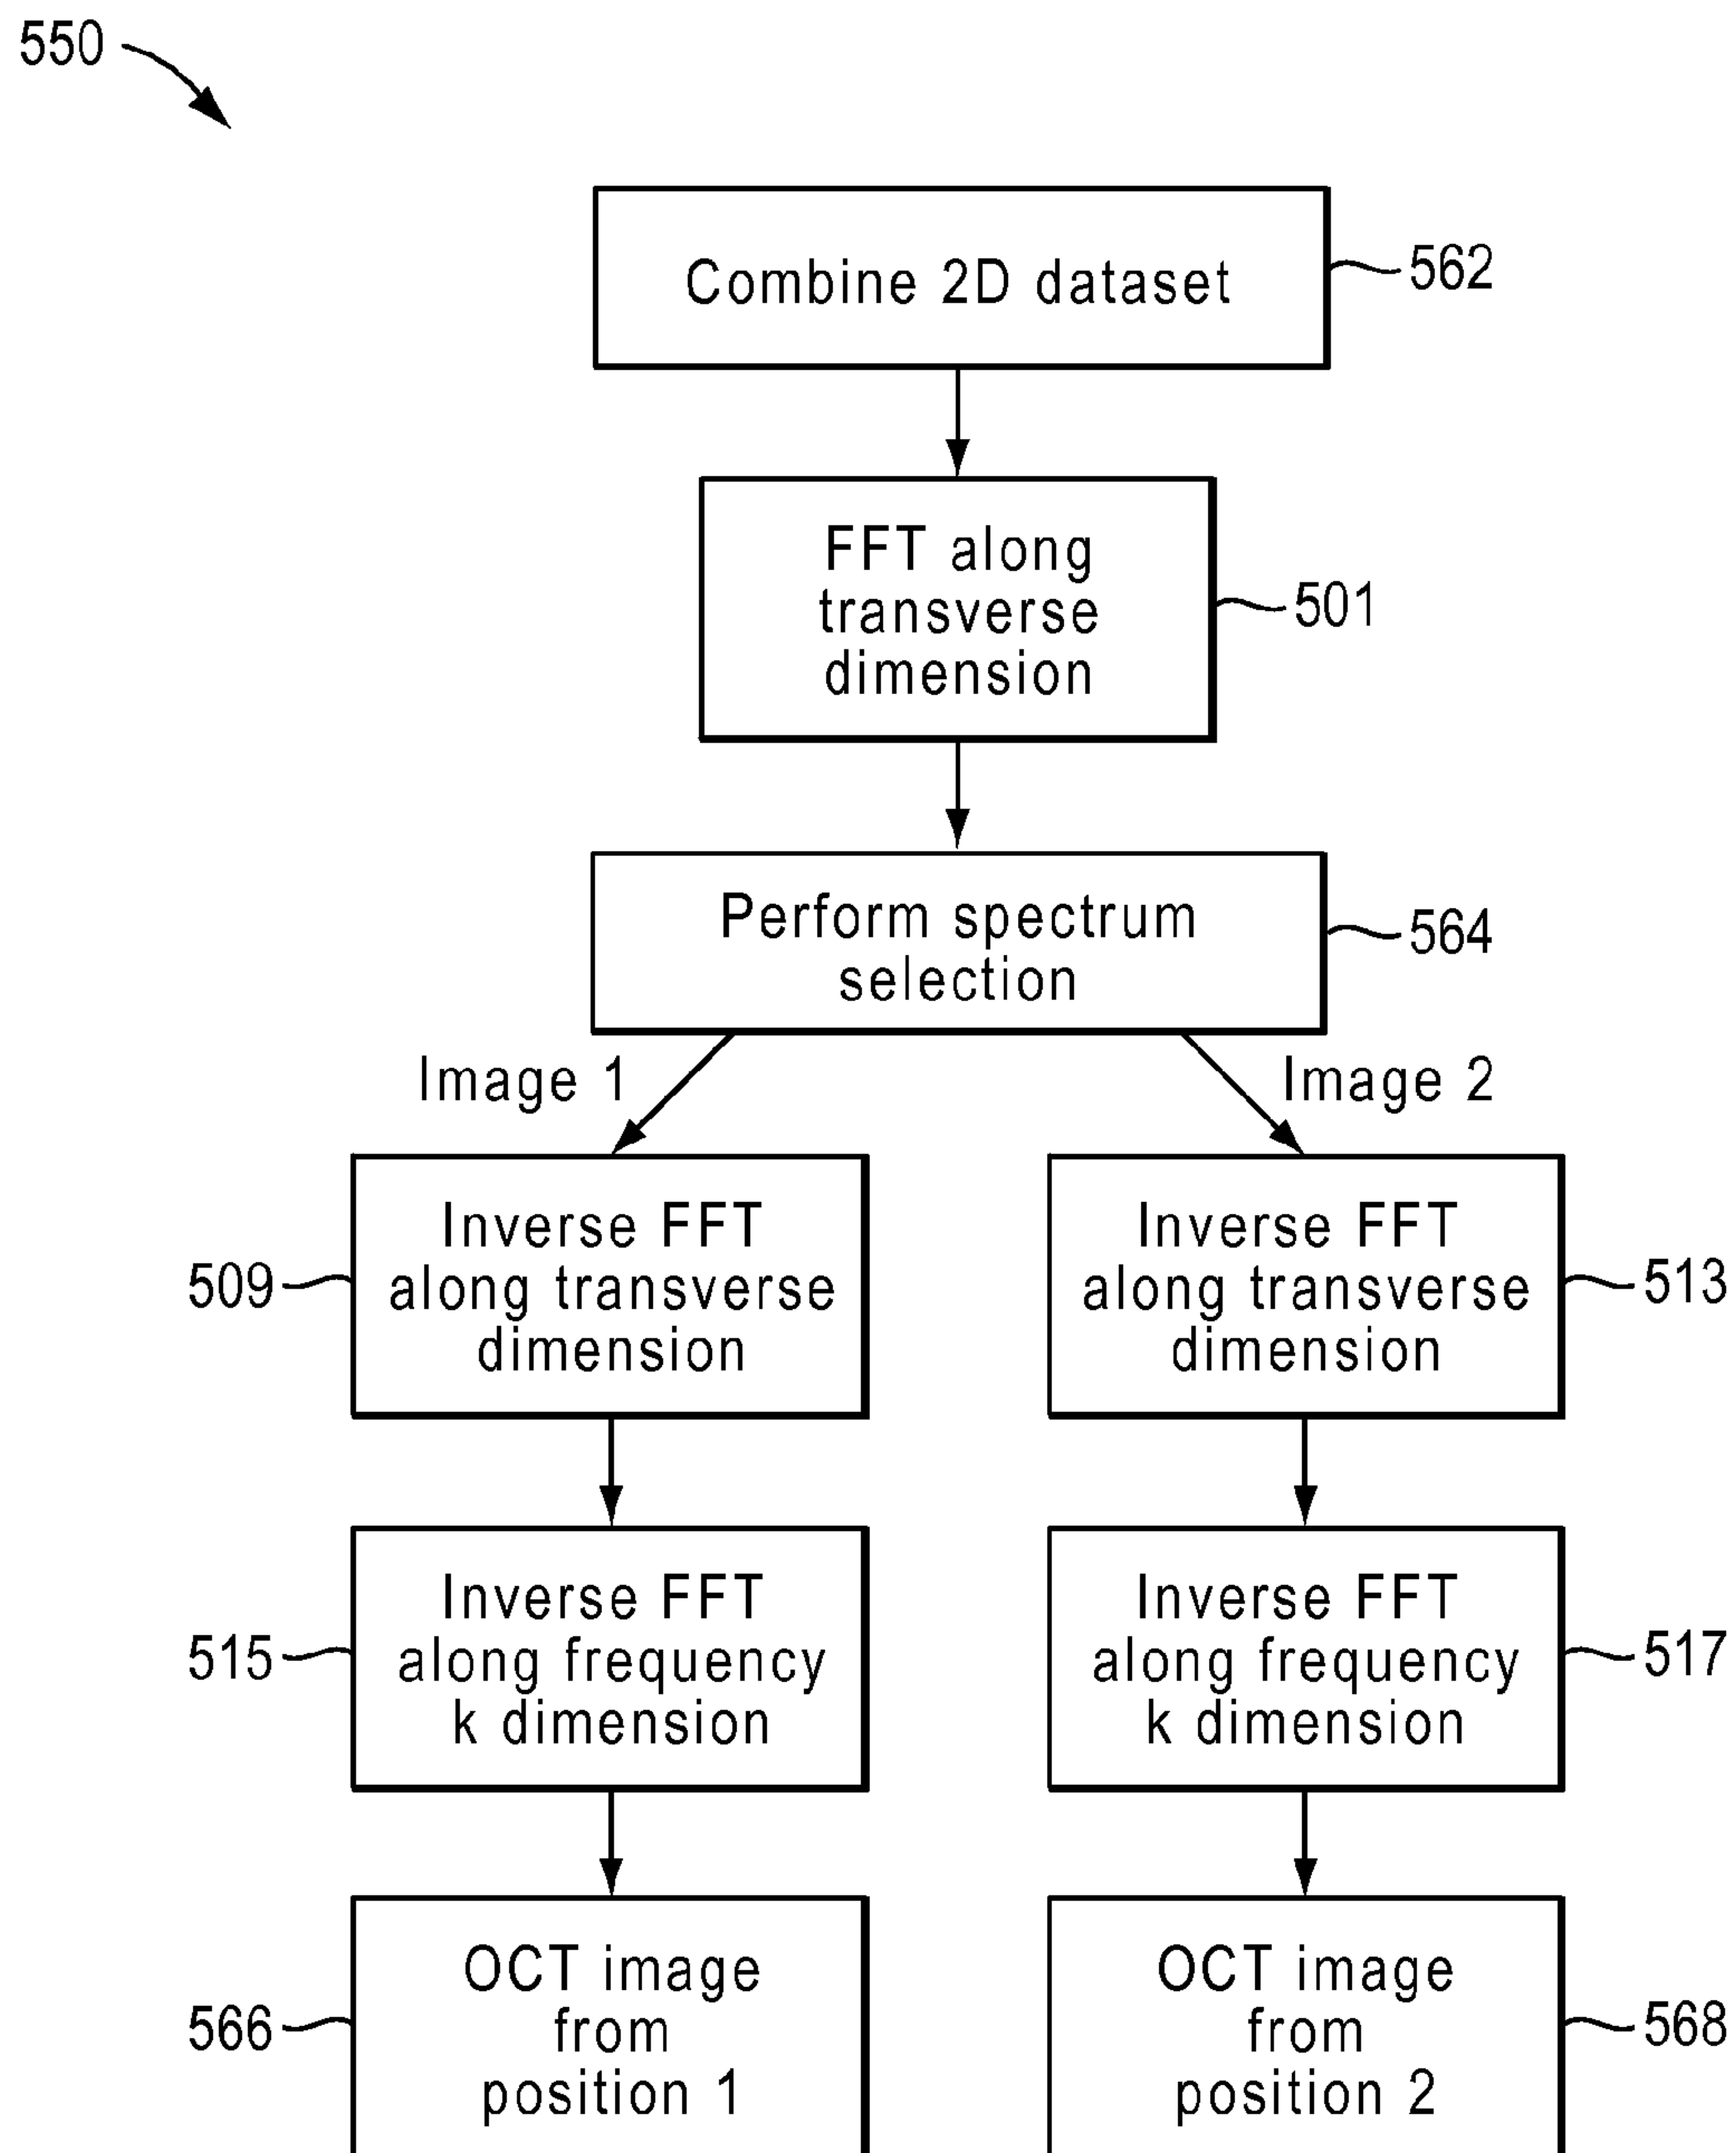 550
Combine 2D dataset
562
FFT along
transverse
dimension
501
Perform spectrum
selection
564
Image 1
Image 2
Inverse FFT
along transverse
dimension
509
Inverse FFT
along transverse
dimension
513
Inverse FFT
along frequency
k dimension
515
Inverse FFT
along frequency
k dimension
517
OCT image
from
position 1
566
OCT image
from
position 2
568